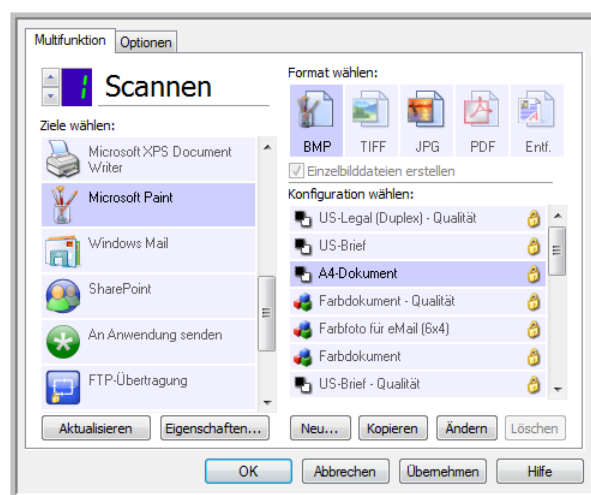 Multifunktion
Optionen
1
Scannen
Ziele wählen:
Microsoft XPS Document
Writer
Microsoft Paint
Windows Mail
SharePoint
An Anwendung senden
FTP-Übertragung
Aktualisieren
Eigenschaften...
Format wählen:
BMP
TIFF
JPG
PDF
Entf.
Einzelbilddateien erstellen
Konfiguration wählen:
US-Legal (Duplex) - Qualität
US-Brief
A4-Dokument
Farbdokument - Qualität
Farbfoto für eMail (6x4)
Farbdokument
US-Brief - Qualität
Neu...
Kopieren
Ändern
Löschen
OK
Abbrechen
Übernehmen
Hilfe